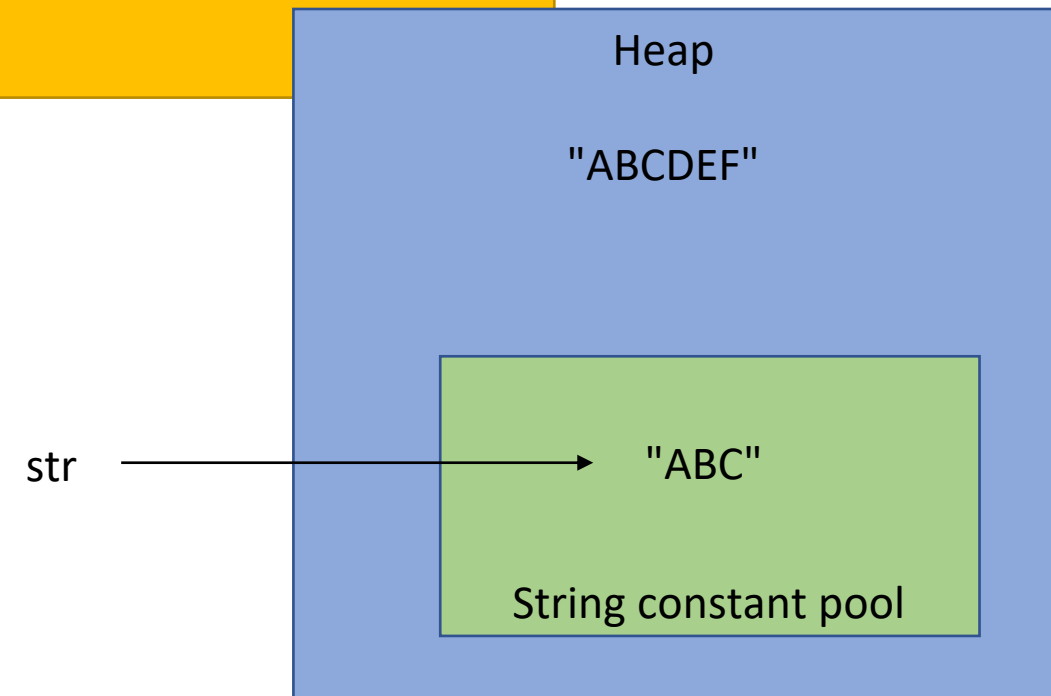 Heap
"ABCDEF"
str
"ABC"
String constant pool